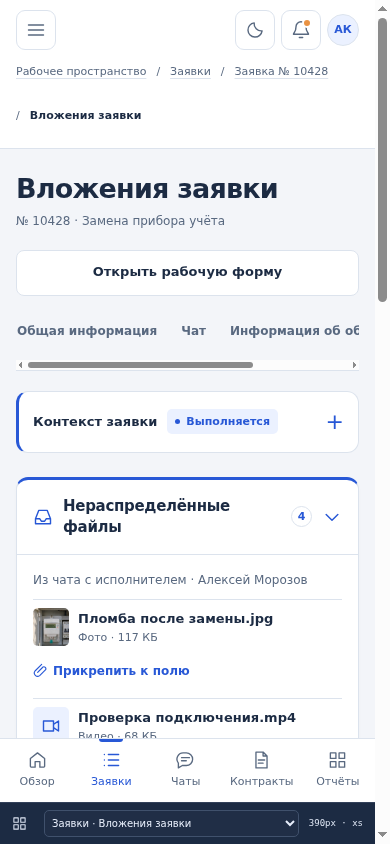 АК
Рабочее пространство / Заявки / Заявка № 10428
/ Вложения заявки
Вложения заявки
№ 10428 · Замена прибора учёта
Открыть рабочую форму
Общая информация Чат Информация об об
Контекст заявки • Выполняется
Нераспределённые
файлы
4
Из чата с исполнителем · Алексей Морозов
Пломба после замены.jpg
Фото · 117 КБ
Прикрепить к полю
Проверка подключения.mp4
Видео · 68 КБ
Обзор Заявки Чаты Контракты Отчёты
Заявки · Вложения заявки 390px · xs